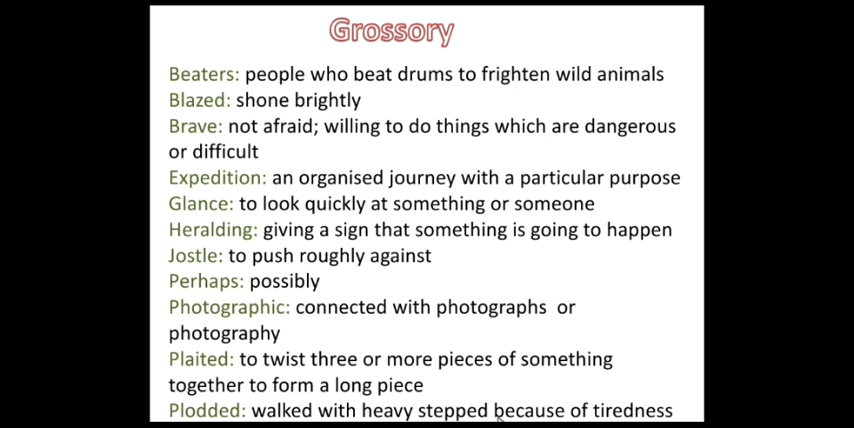 Grossory
Beaters: people who beat drums to frighten wild animals
Blazed: shone brightly
Brave: not afraid; willing to do things which are dangerous
or difficult
Expedition: an organised journey with a particular purpose
Glance: to look quickly at something or someone
Heralding: giving a sign that something is going to happen
Jostle: to push roughly against
Perhaps: possibly
Photographic: connected with photographs or
photography
Plaited: to twist three or more pieces of something
together to form a long piece
Plodded: walked with heavy stepped because of tiredness